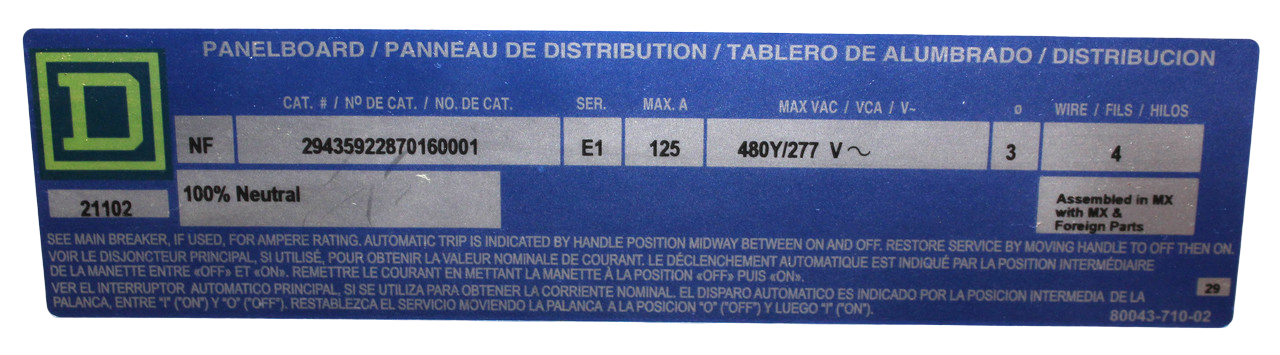 PANELBOARD / PANNEAU DE DISTRIBUTION / TABLERO DE ALUMBRADO / DISTRIBUCION
CAT. # / Nº DE CAT. / NO. DE CAT. SER. MAX. A MAX VAC / VCA / V~ ø WIRE / FILS / HILOS
D
NF 29435922870160001 E1 125 480Y/277 V~ 3 4
21102
100% Neutral
Assembled in MX
with MX &
Foreign Parts
SEE MAIN BREAKER, IF USED, FOR AMPERE RATING. AUTOMATIC TRIP IS INDICATED BY HANDLE POSITION MIDWAY BETWEEN ON AND OFF. RESTORE SERVICE BY MOVING HANDLE TO OFF THEN ON.
VOIR LE DISJONCTEUR PRINCIPAL, SI UTILISÉ, POUR OBTENIR LA VALEUR NOMINALE DE COURANT. LE DÉCLENCHEMENT AUTOMATIQUE EST INDIQUÉ PAR LA POSITION INTERMÉDIAIRE
DE LA MANETTE ENTRE «OFF» ET «ON». REMETTRE LE COURANT EN METTANT LA MANETTE À LA POSITION «OFF» PUIS «ON».
VER EL INTERRUPTOR AUTOMATICO PRINCIPAL, SI SE UTILIZA PARA OBTENER LA CORRIENTE NOMINAL. EL DISPARO AUTOMATICO ES INDICADO POR LA POSICION INTERMEDIA DE LA
PALANCA, ENTRE "I" ("ON") Y "O" ("OFF"). RESTABLEZCA EL SERVICIO MOVIENDO LA PALANCA A LA POSICION "O" ("OFF") Y LUEGO "I" ("ON").
29
80043-710-02